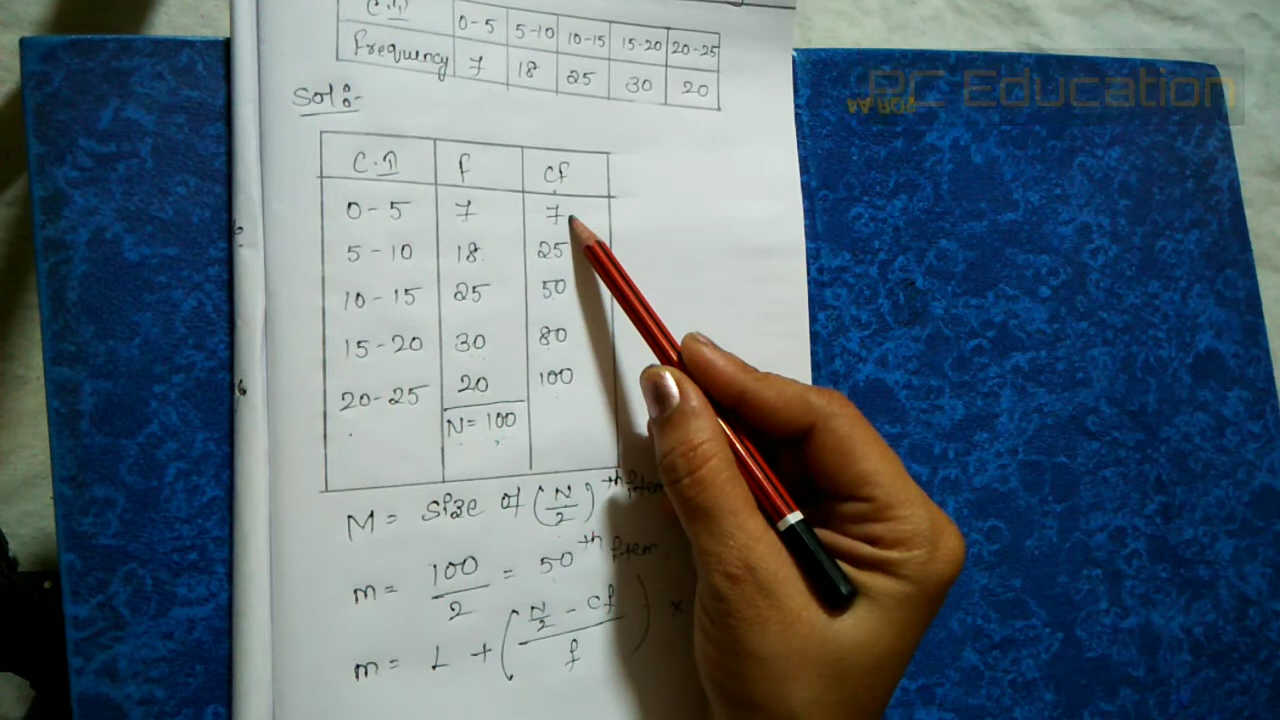 C.I 0-5 5-10 10-15 15-20 20-25
frequency 7 18 25 30 20
PC Education
Sol:-
C.I f cf
0-5 7 7
5-10 18 25
10-15 25 50
15-20 30 80
20-25 20 100
N=100
M = Size of (N/2)th item
m = 100/2 = 50th item
m = L + (N/2 - cf / f) ×